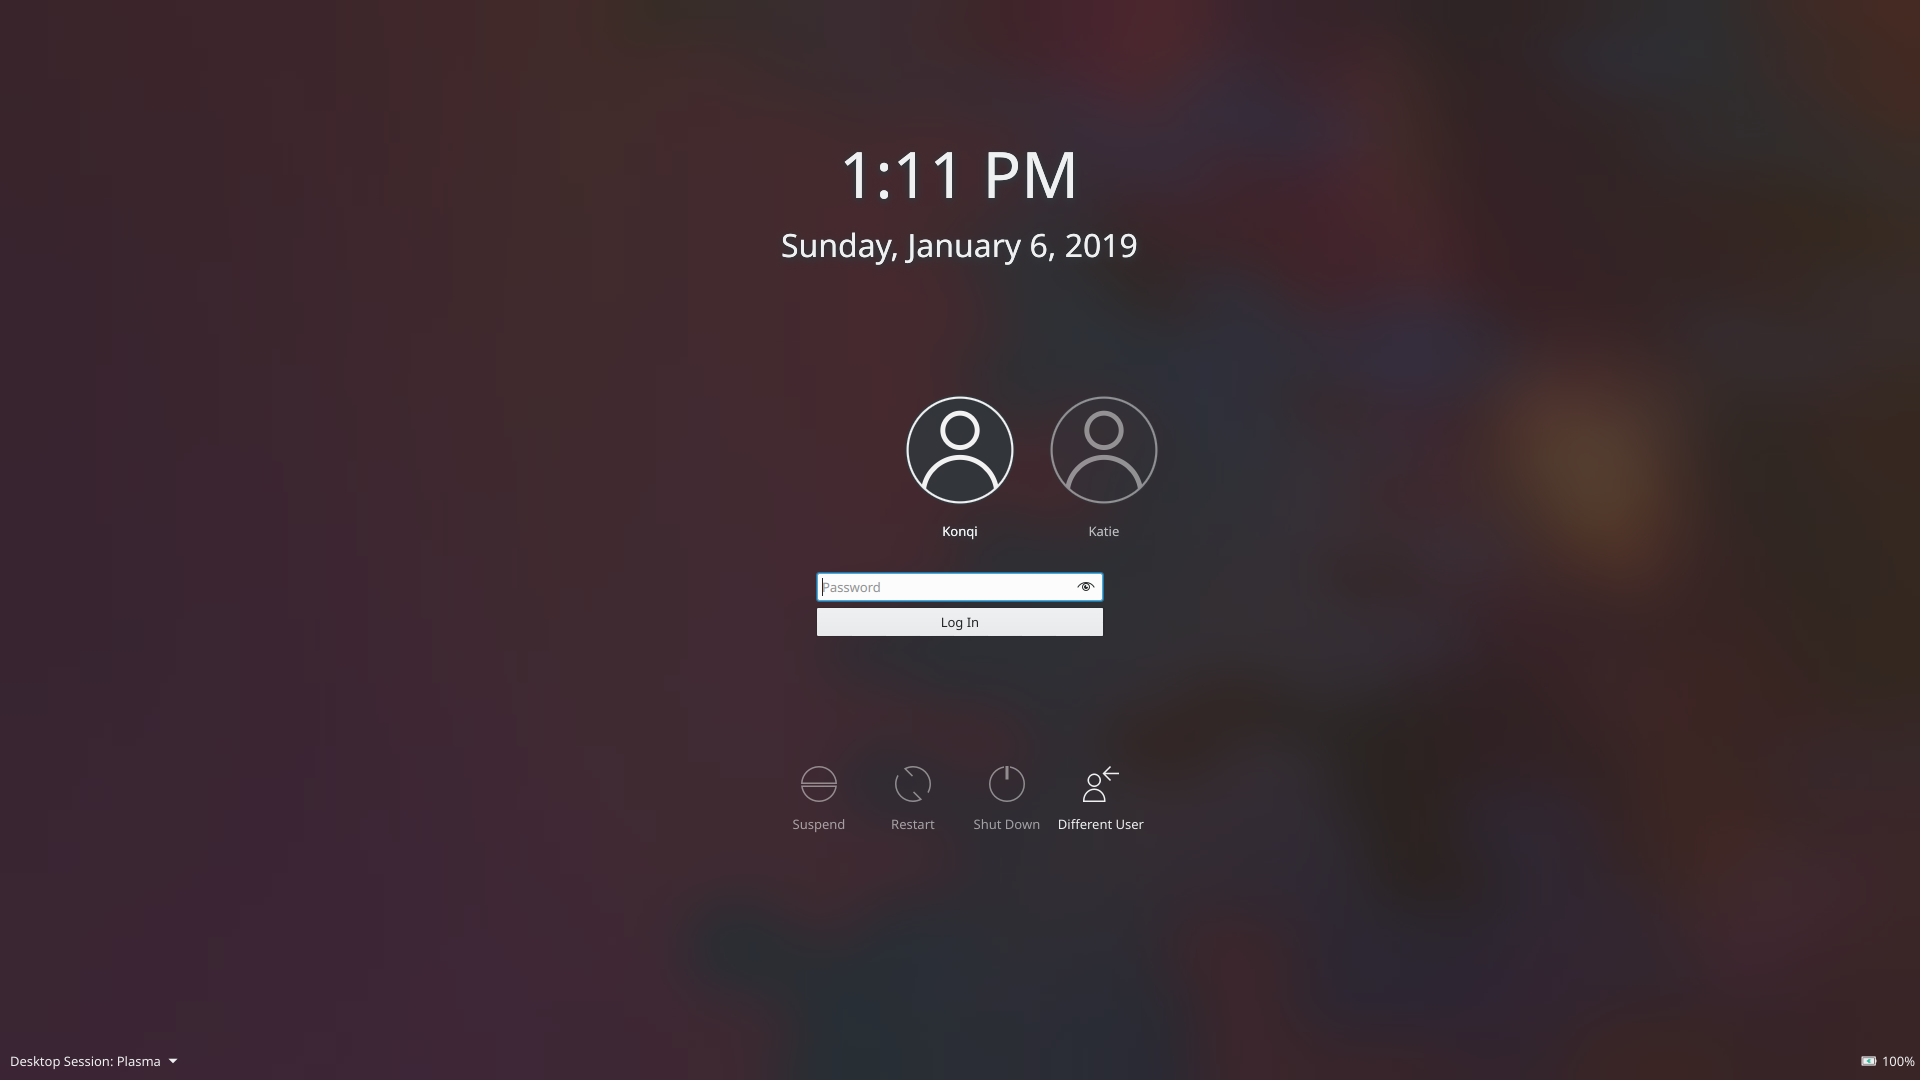 1:11 PM
Sunday, January 6, 2019
Konqi Katie
Password
Log In
Suspend Restart Shut Down Different User
Desktop Session: Plasma 100%